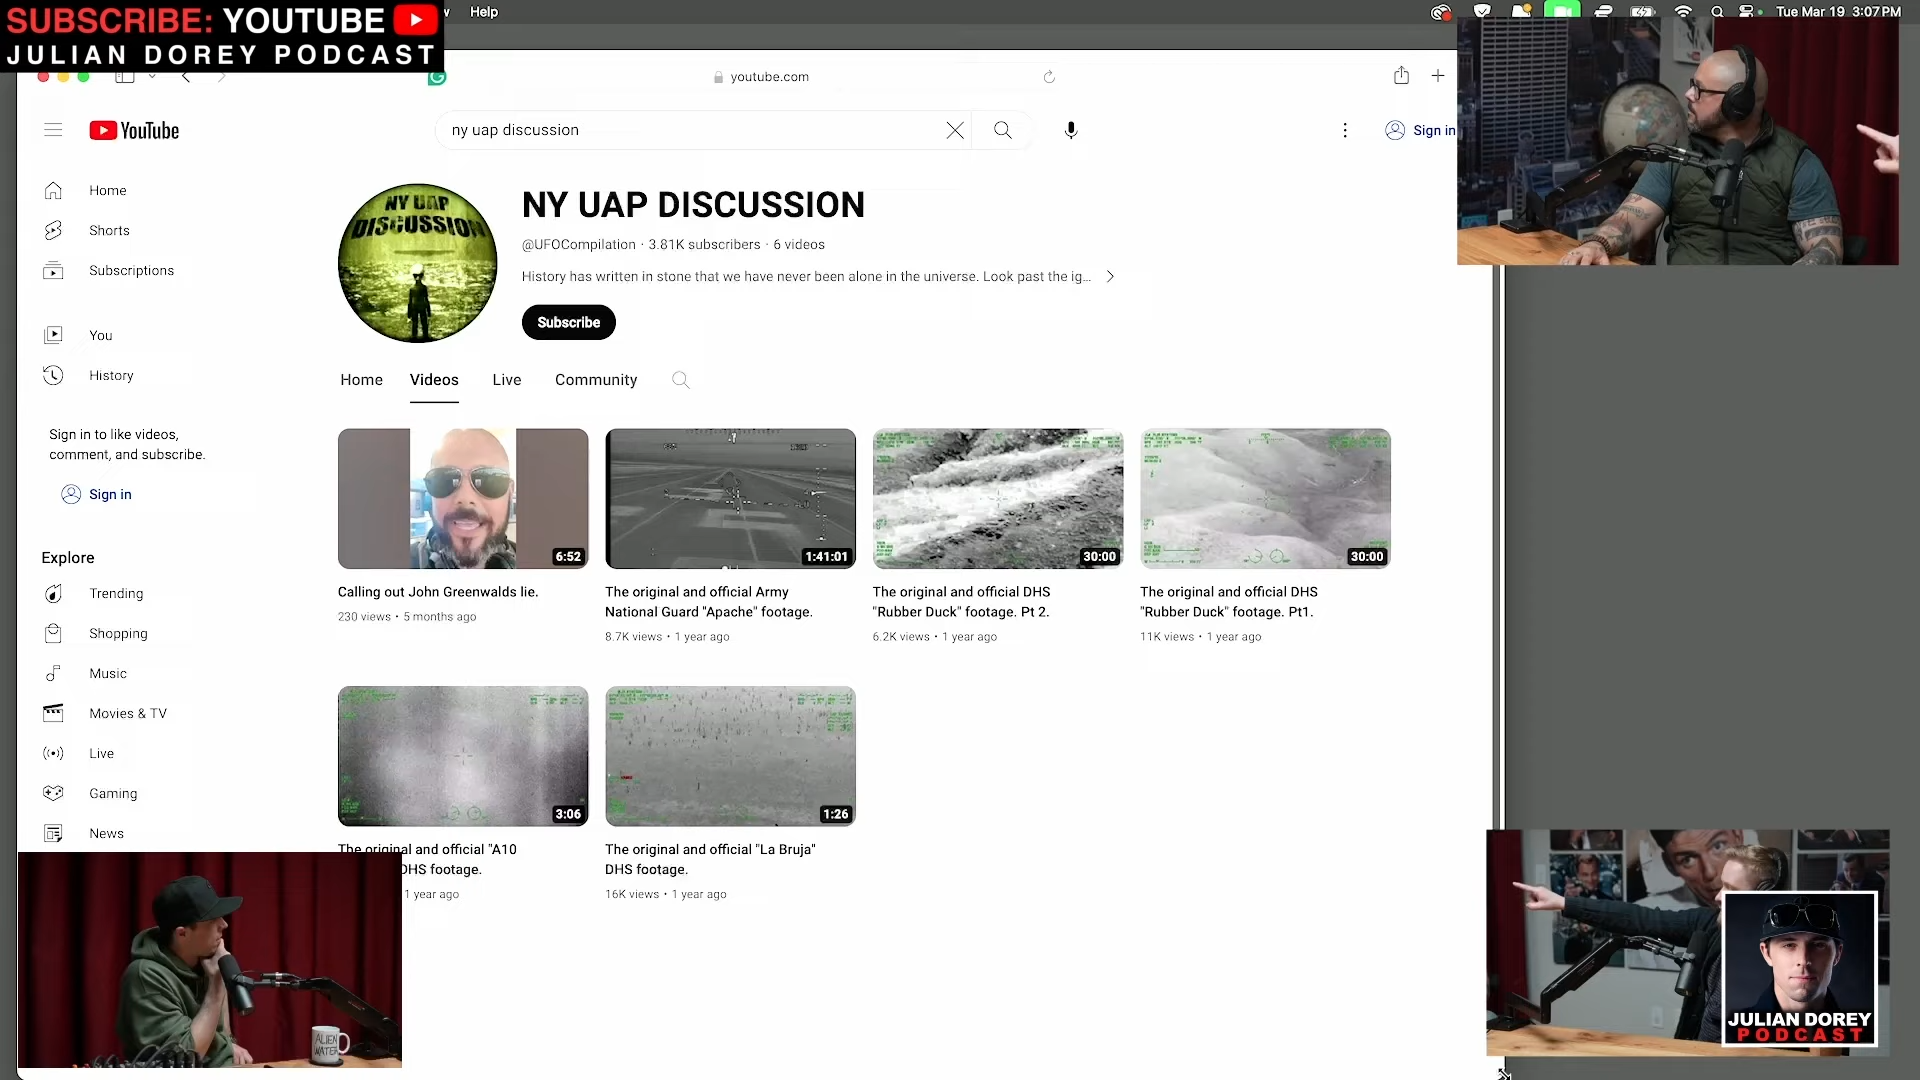 SUBSCRIBE: YOUTUBE
JULIAN DOREY PODCAST
Help
Tue Mar 19 3:07 PM
youtube.com
YouTube
ny uap discussion
Sign in
Home
Shorts
Subscriptions
You
History
Sign in to like videos,
comment, and subscribe.
Sign in
Explore
Trending
Shopping
Music
Movies & TV
Live
Gaming
News
NY UAP
DISCUSSION
NY UAP DISCUSSION
@UFOCompilation · 3.81K subscribers · 6 videos
History has written in stone that we have never been alone in the universe. Look past the ig...
Subscribe
Home
Videos
Live
Community
6:52
Calling out John Greenwalds lie.
230 views • 5 months ago
1:41:01
The original and official Army
National Guard "Apache" footage.
8.7K views • 1 year ago
30:00
The original and official DHS
"Rubber Duck" footage. Pt 2.
6.2K views • 1 year ago
30:00
The original and official DHS
"Rubber Duck" footage. Pt1.
11K views • 1 year ago
3:06
The original and official "A10
DHS footage.
1 year ago
1:26
The original and official "La Bruja"
DHS footage.
16K views • 1 year ago
ALIEN
WATER
JULIAN DOREY
PODCAST